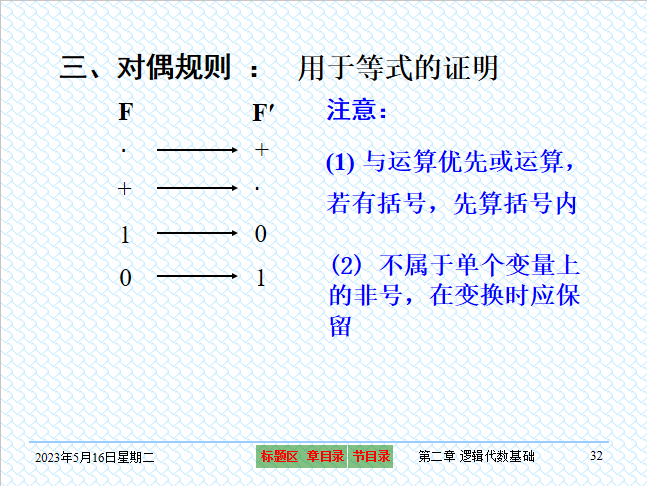 三、对偶规则 ： 用于等式的证明
F F′
注意：
· +
(1) 与运算优先或运算，
+ ·
若有括号，先算括号内
1 0
0 1
(2) 不属于单个变量上
的非号，在变换时应保
留
2023年5月16日星期二 标题区 章目录 节目录 第二章 逻辑代数基础 32